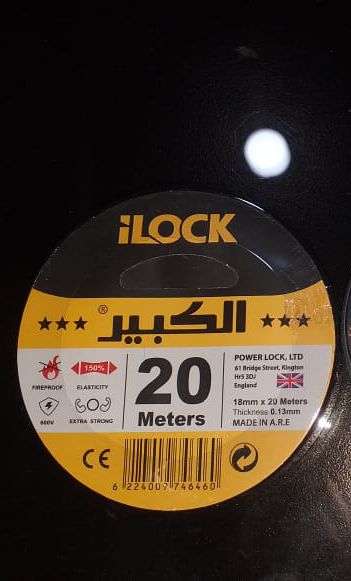 iLOCK
الكبير®
150%
FIREPROOF
ELASTICITY
600V
EXTRA STRONG
20
Meters
POWER LOCK, LTD
61 Bridge Street, Kington
Hr5 3DJ
England
18mm x 20 Meters
Thickness 0.13mm
MADE IN A.R.E
CE
6 224009 746460